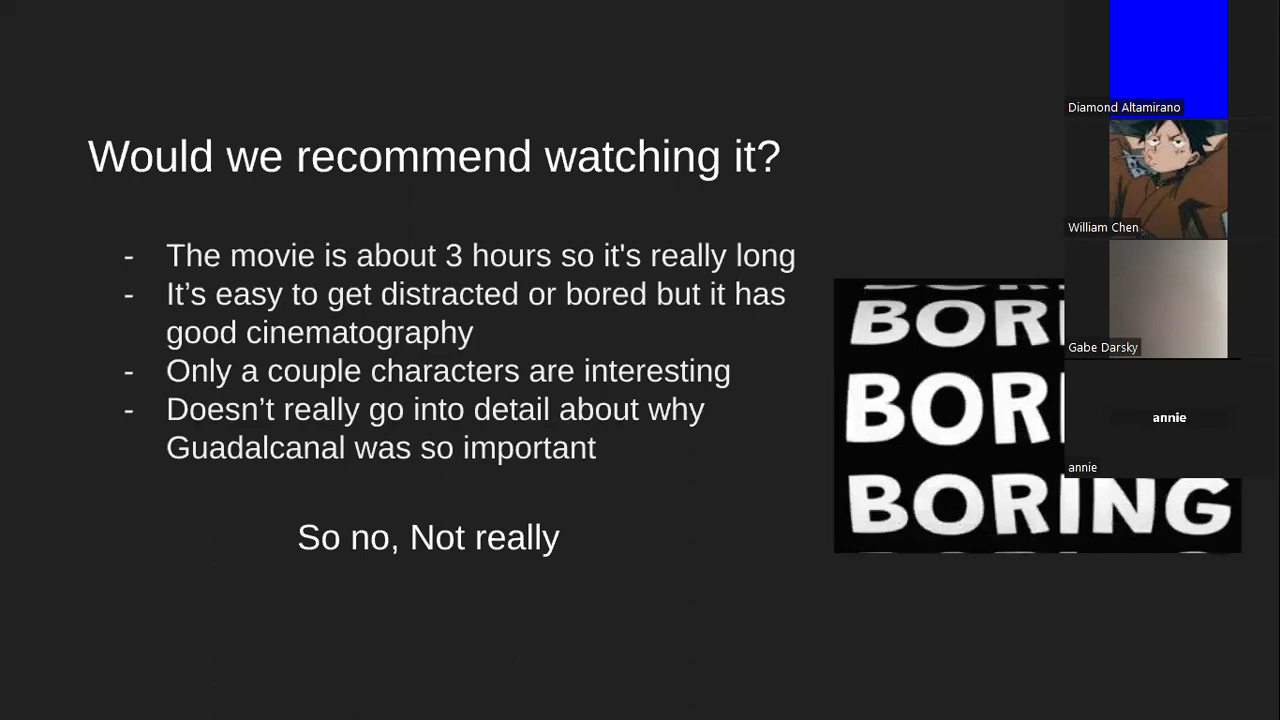 Would we recommend watching it?
- The movie is about 3 hours so it's really long
- It’s easy to get distracted or bored but it has
good cinematography
- Only a couple characters are interesting
- Doesn’t really go into detail about why
Guadalcanal was so important
So no, Not really
BORI
BORI
BORING
Diamond Altamirano
William Chen
Gabe Darsky
annie
annie